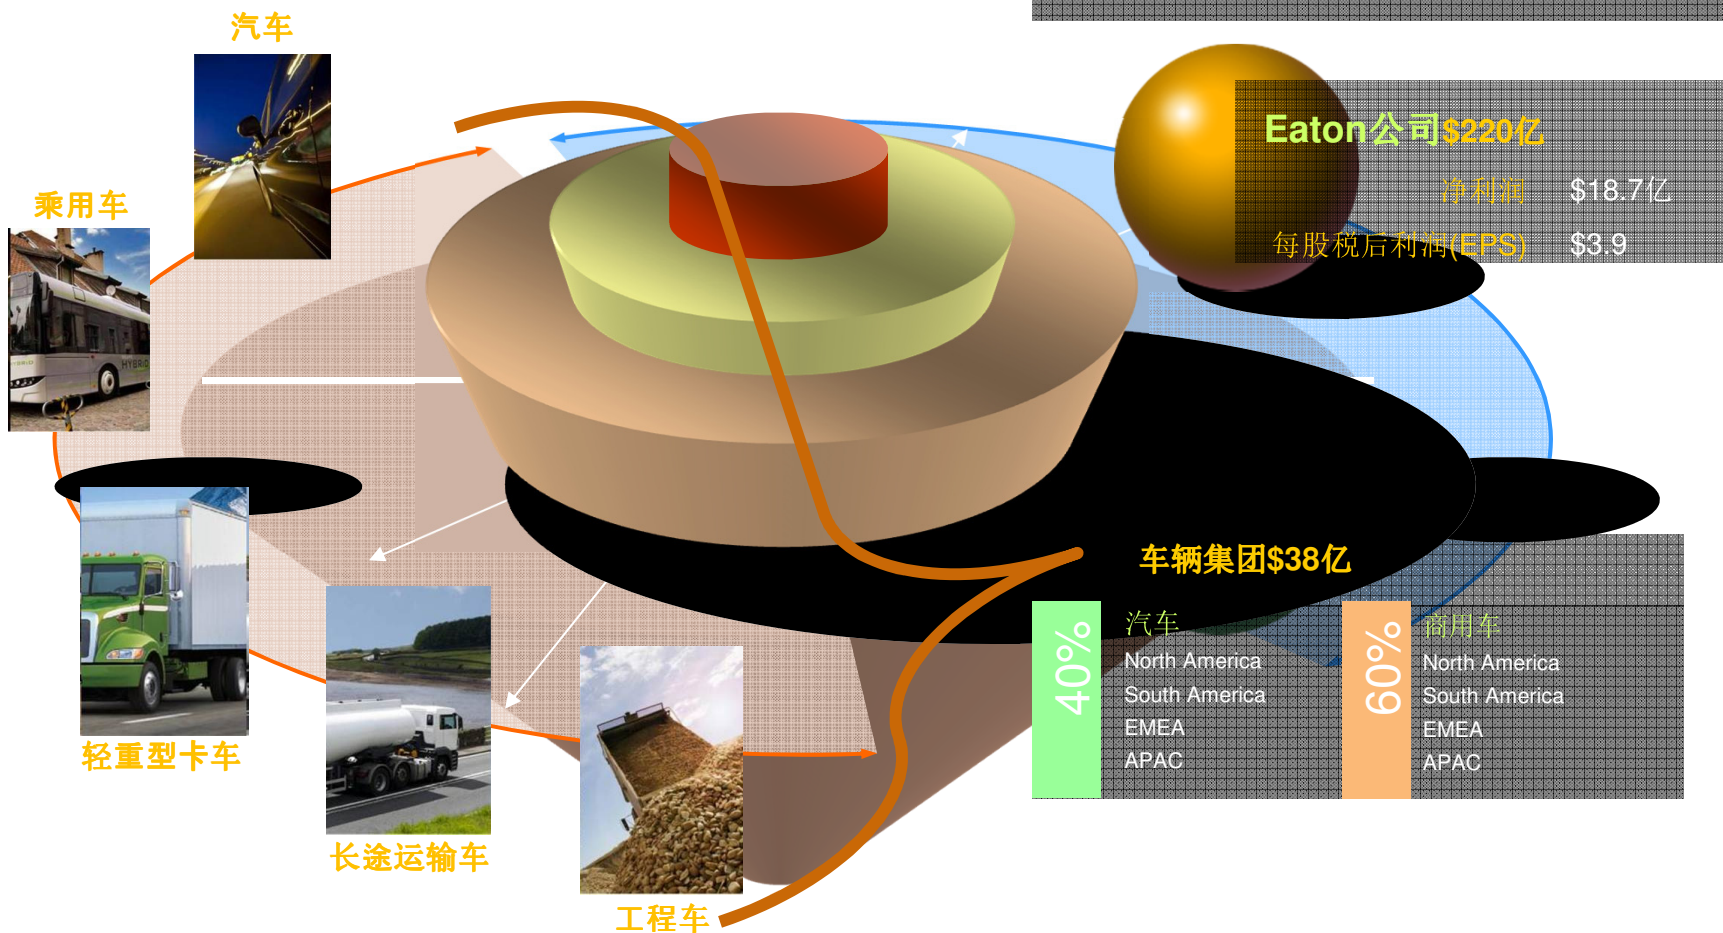 汽车
Eaton公司$220亿
净利润 $18.7亿
每股税后利润(EPS) $3.9
乘用车
HYBRID
轻重型卡车
长途运输车
工程车
车辆集团$38亿
40%
汽车
North America
South America
EMEA
APAC
60%
商用车
North America
South America
EMEA
APAC